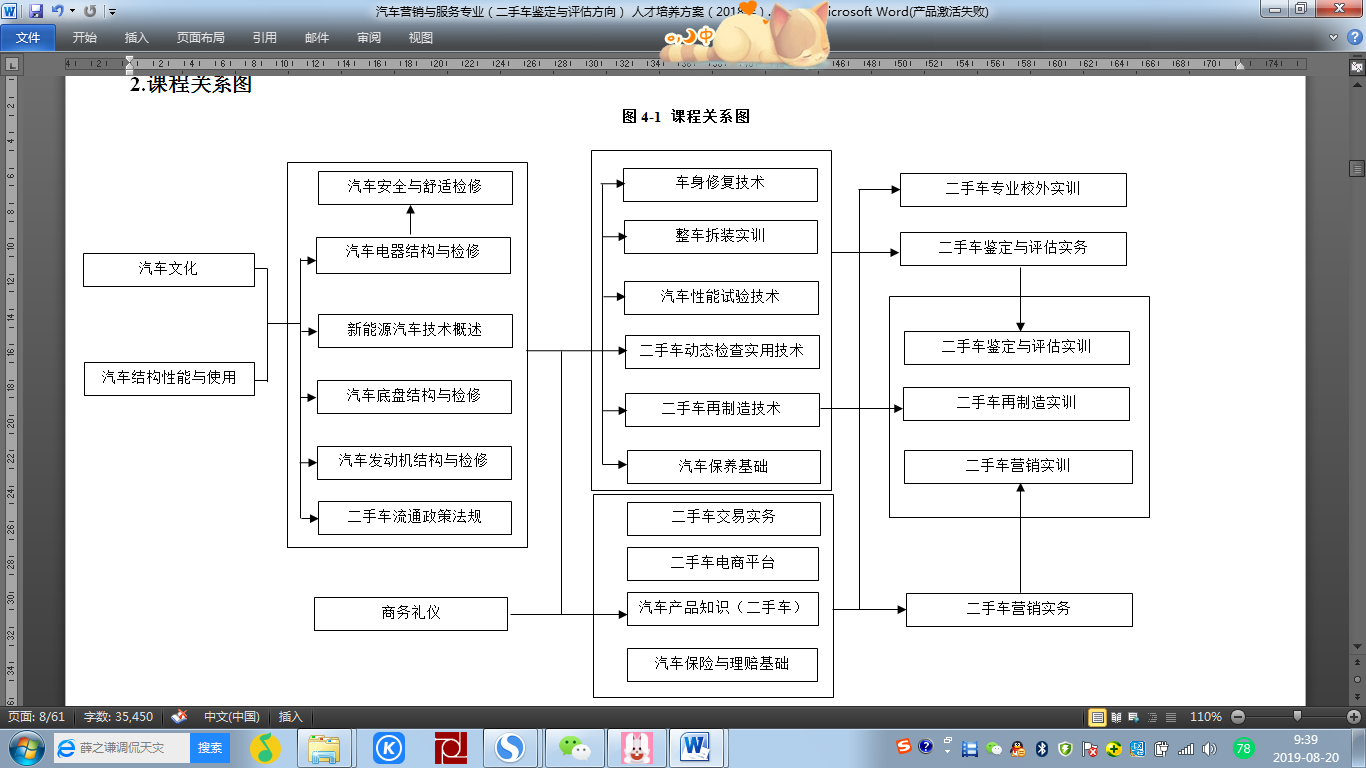 汽车营销与服务专业（二手车鉴定与评估方向） 人才培养方案（2018
icrosoft Word(产品激活失败)
中
文件 开始 插入 页面布局 引用 邮件 审阅 视图
2.课程关系图
图 4-1 课程关系图
汽车文化
汽车结构性能与使用
汽车安全与舒适检修
汽车电器结构与检修
新能源汽车技术概述
汽车底盘结构与检修
汽车发动机结构与检修
二手车流通政策法规
商务礼仪
车身修复技术
整车拆装实训
汽车性能试验技术
二手车动态检查实用技术
二手车再制造技术
汽车保养基础
二手车交易实务
二手车电商平台
汽车产品知识（二手车）
汽车保险与理赔基础
二手车专业校外实训
二手车鉴定与评估实务
二手车鉴定与评估实训
二手车再制造实训
二手车营销实训
二手车营销实务
页面: 8/61 字数: 35,450 中文(中国) 插入 110%
薛之谦调侃天灾 搜索
78
9:39
2019-08-20